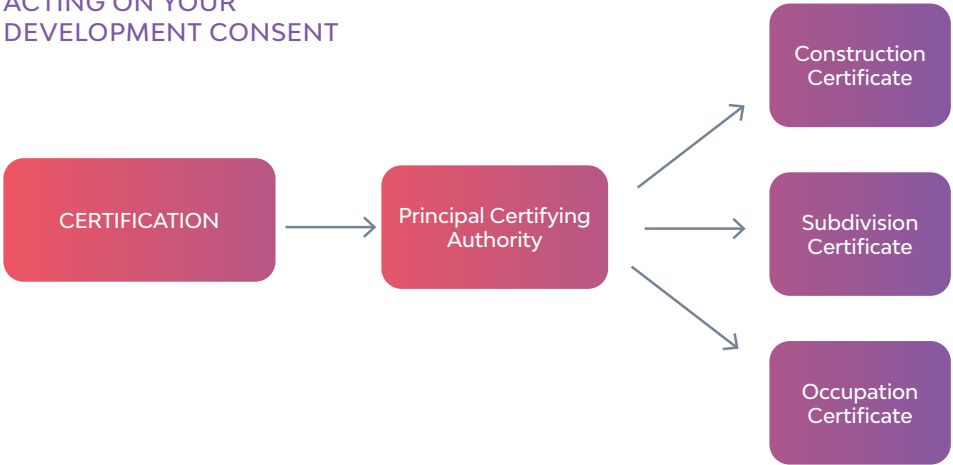 ACTING ON YOUR
DEVELOPMENT CONSENT
CERTIFICATION
Principal Certifying
Authority
Construction
Certificate
Subdivision
Certificate
Occupation
Certificate